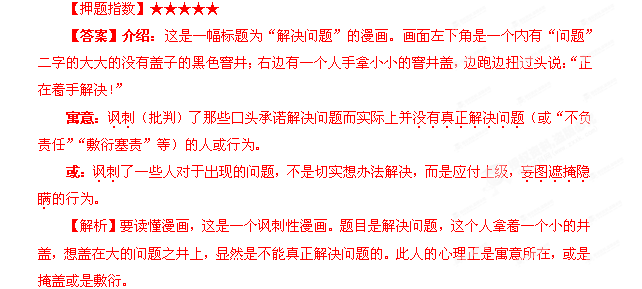 【押题指数】★★★★★
【答案】介绍：这是一幅标题为“解决问题”的漫画。画面左下角是一个内有“问题”
二字的大大的没有盖子的黑色窨井；右边有一个人手拿小小的窨井盖，边跑边扭过头说：“正
在着手解决！”
寓意：讽刺（批判）了那些口头承诺解决问题而实际上并没有真正解决问题（或“不负
责任”“敷衍塞责”等）的人或行为。
或：讽刺了一些人对于出现的问题，不是切实想办法解决，而是应付上级，妄图遮掩隐
瞒的行为。
【解析】要读懂漫画，这是一个讽刺性漫画。题目是解决问题，这个人拿着一个小的井
盖，想盖在大的问题之井上，显然是不能真正解决问题的。此人的心理正是寓意所在，或是
掩盖或是敷衍。